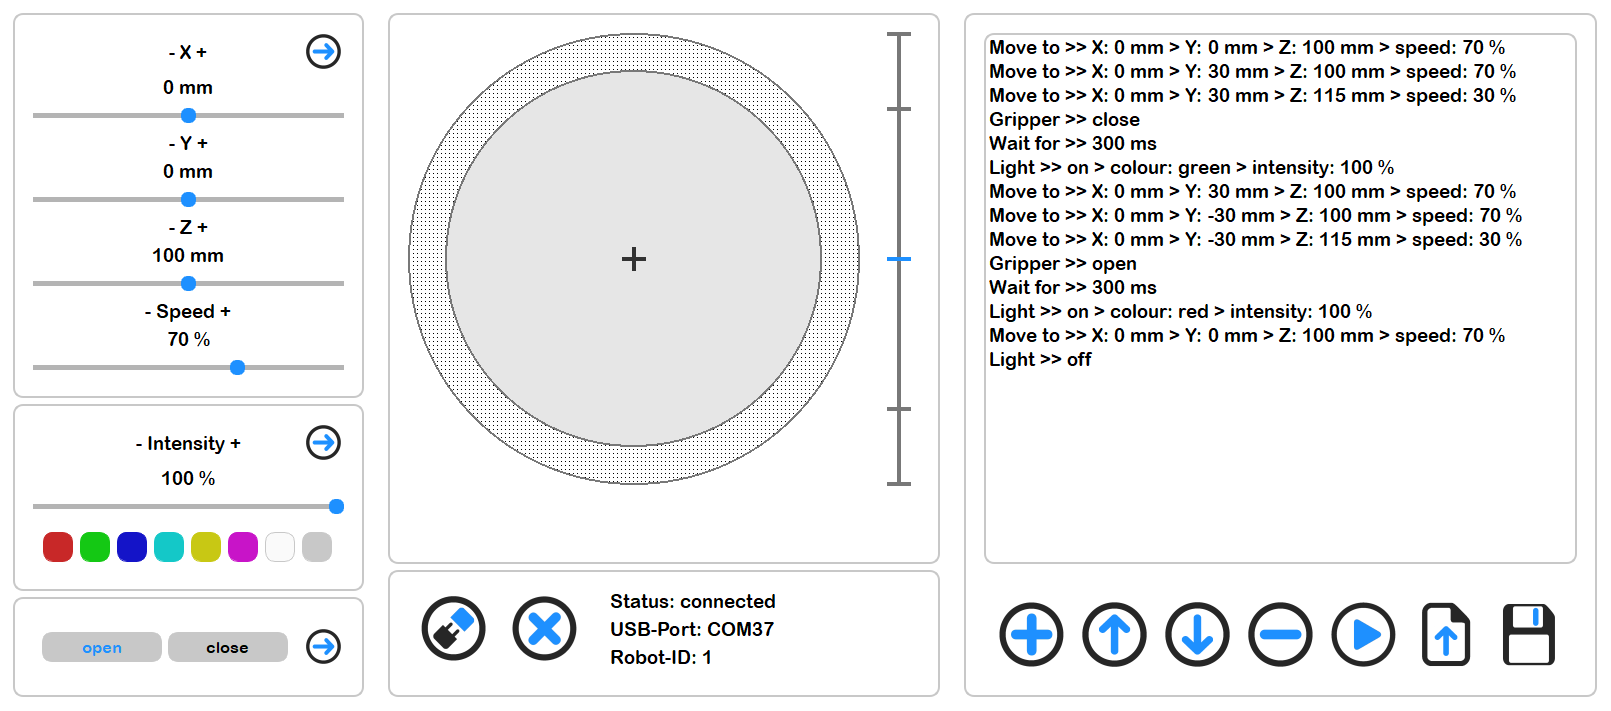 - X +
0 mm
- Y +
0 mm
- Z +
100 mm
- Speed +
70 %
- Intensity +
100 %
open
close
Status: connected
USB-Port: COM37
Robot-ID: 1
Move to >> X: 0 mm > Y: 0 mm > Z: 100 mm > speed: 70 %
Move to >> X: 0 mm > Y: 30 mm > Z: 100 mm > speed: 70 %
Move to >> X: 0 mm > Y: 30 mm > Z: 115 mm > speed: 30 %
Gripper >> close
Wait for >> 300 ms
Light >> on > colour: green > intensity: 100 %
Move to >> X: 0 mm > Y: 30 mm > Z: 100 mm > speed: 70 %
Move to >> X: 0 mm > Y: -30 mm > Z: 100 mm > speed: 70 %
Move to >> X: 0 mm > Y: -30 mm > Z: 115 mm > speed: 30 %
Gripper >> open
Wait for >> 300 ms
Light >> on > colour: red > intensity: 100 %
Move to >> X: 0 mm > Y: 0 mm > Z: 100 mm > speed: 70 %
Light >> off